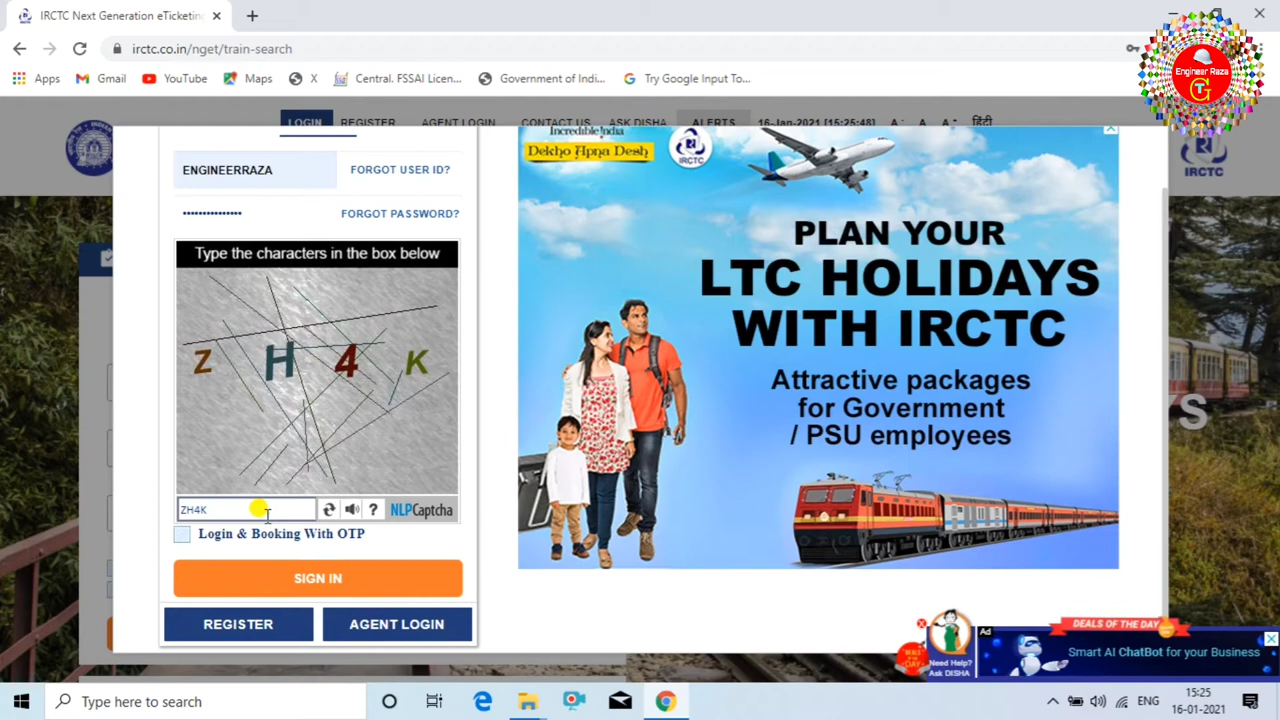 IRCTC Next Generation eTicketing
irctc.co.in/nget/train-search
Apps Gmail YouTube Maps X Central. FSSAI Licen... Government of Indi... Try Google Input To...
Engineer Raza
LOGIN REGISTER AGENT LOGIN CONTACT US ASK DISHA ALERTS 16-Jan-2021 [15:25:48] A- A A+ हिंदी
IRCTC
ENGINEERRAZA FORGOT USER ID?
FORGOT PASSWORD?
Type the characters in the box below
Z H 4 K
ZH4K NLPCaptcha
Login & Booking With OTP
SIGN IN
REGISTER AGENT LOGIN
Incredible India
Dekho Apna Desh
IRCTC
PLAN YOUR
LTC HOLIDAYS
WITH IRCTC
Attractive packages
for Government
/ PSU employees
DEALS OF THE DAY
Need Help?
Ask DISHA
Ad
Smart AI ChatBot for your Business
Type here to search
ENG
15:25
16-01-2021